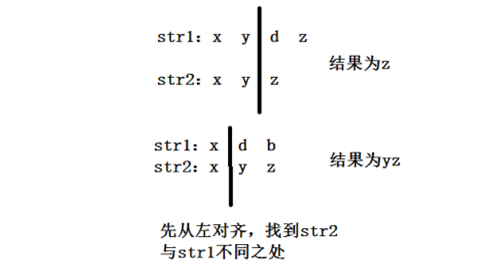 str1: x y d z
结果为z
str2: x y z
str1: x d b
str2: x y z
结果为yz
先从左对齐，找到str2
与str1不同之处